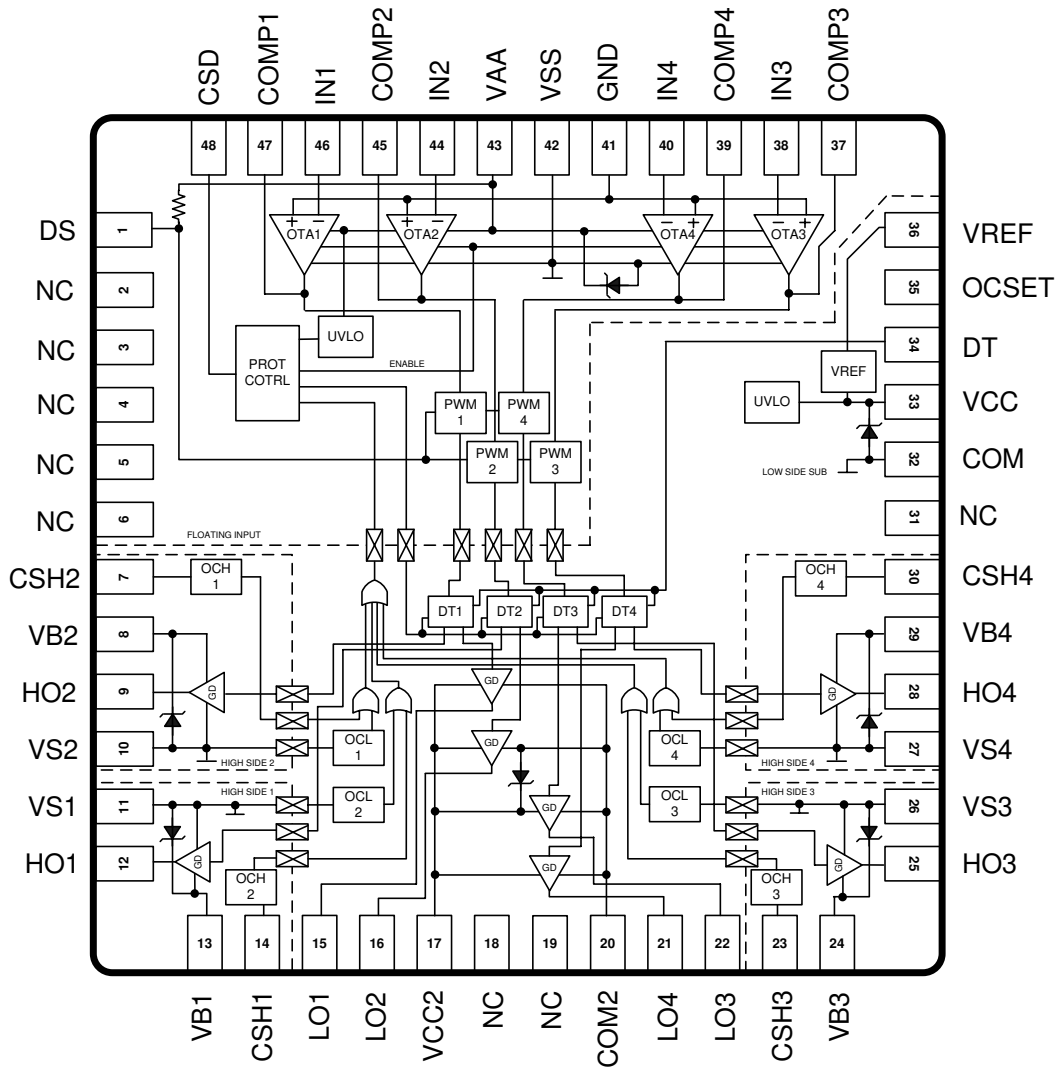 CSD
COMP1
IN1
COMP2
IN2
VAA
VSS
GND
IN4
COMP4
IN3
COMP3
48
47
46
45
44
43
42
41
40
39
38
37
DS
1
NC
2
NC
3
NC
4
NC
5
NC
6
CSH2
7
VB2
8
HO2
9
VS2
10
VS1
11
HO1
12
36
VREF
35
OCSET
34
DT
33
VCC
32
COM
31
NC
30
CSH4
29
VB4
28
HO4
27
VS4
26
VS3
25
HO3
+ −
OTA1
+ −
OTA2
− +
OTA4
− +
OTA3
UVLO
PROT
COTRL
ENABLE
PWM
1
PWM
4
PWM
2
PWM
3
VREF
UVLO
LOW SIDE SUB
FLOATING INPUT
OCH
1
OCH
4
DT1
DT2
DT3
DT4
GD
GD
GD
GD
GD
GD
GD
GD
OCL
1
OCL
4
HIGH SIDE 2
HIGH SIDE 4
HIGH SIDE 1
HIGH SIDE 3
OCL
2
OCL
3
OCH
2
OCH
3
13
14
15
16
17
18
19
20
21
22
23
24
VB1
CSH1
LO1
LO2
VCC2
NC
NC
COM2
LO4
LO3
CSH3
VB3